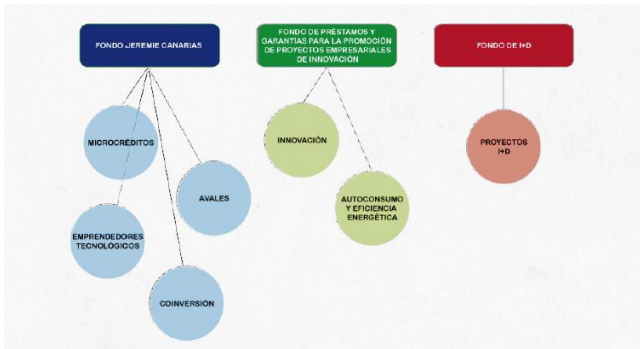 FONDO JEREMIE CANARIAS
FONDO DE PRÉSTAMOS Y
GARANTÍAS PARA LA PROMOCIÓN
DE PROYECTOS EMPRESARIALES
DE INNOVACIÓN
FONDO DE I+D
MICROCRÉDITOS
AVALES
EMPRENDEDORES
TECNOLÓGICOS
COINVERSIÓN
INNOVACIÓN
AUTOCONSUMO
Y EFICIENCIA
ENERGÉTICA
PROYECTOS
I+D